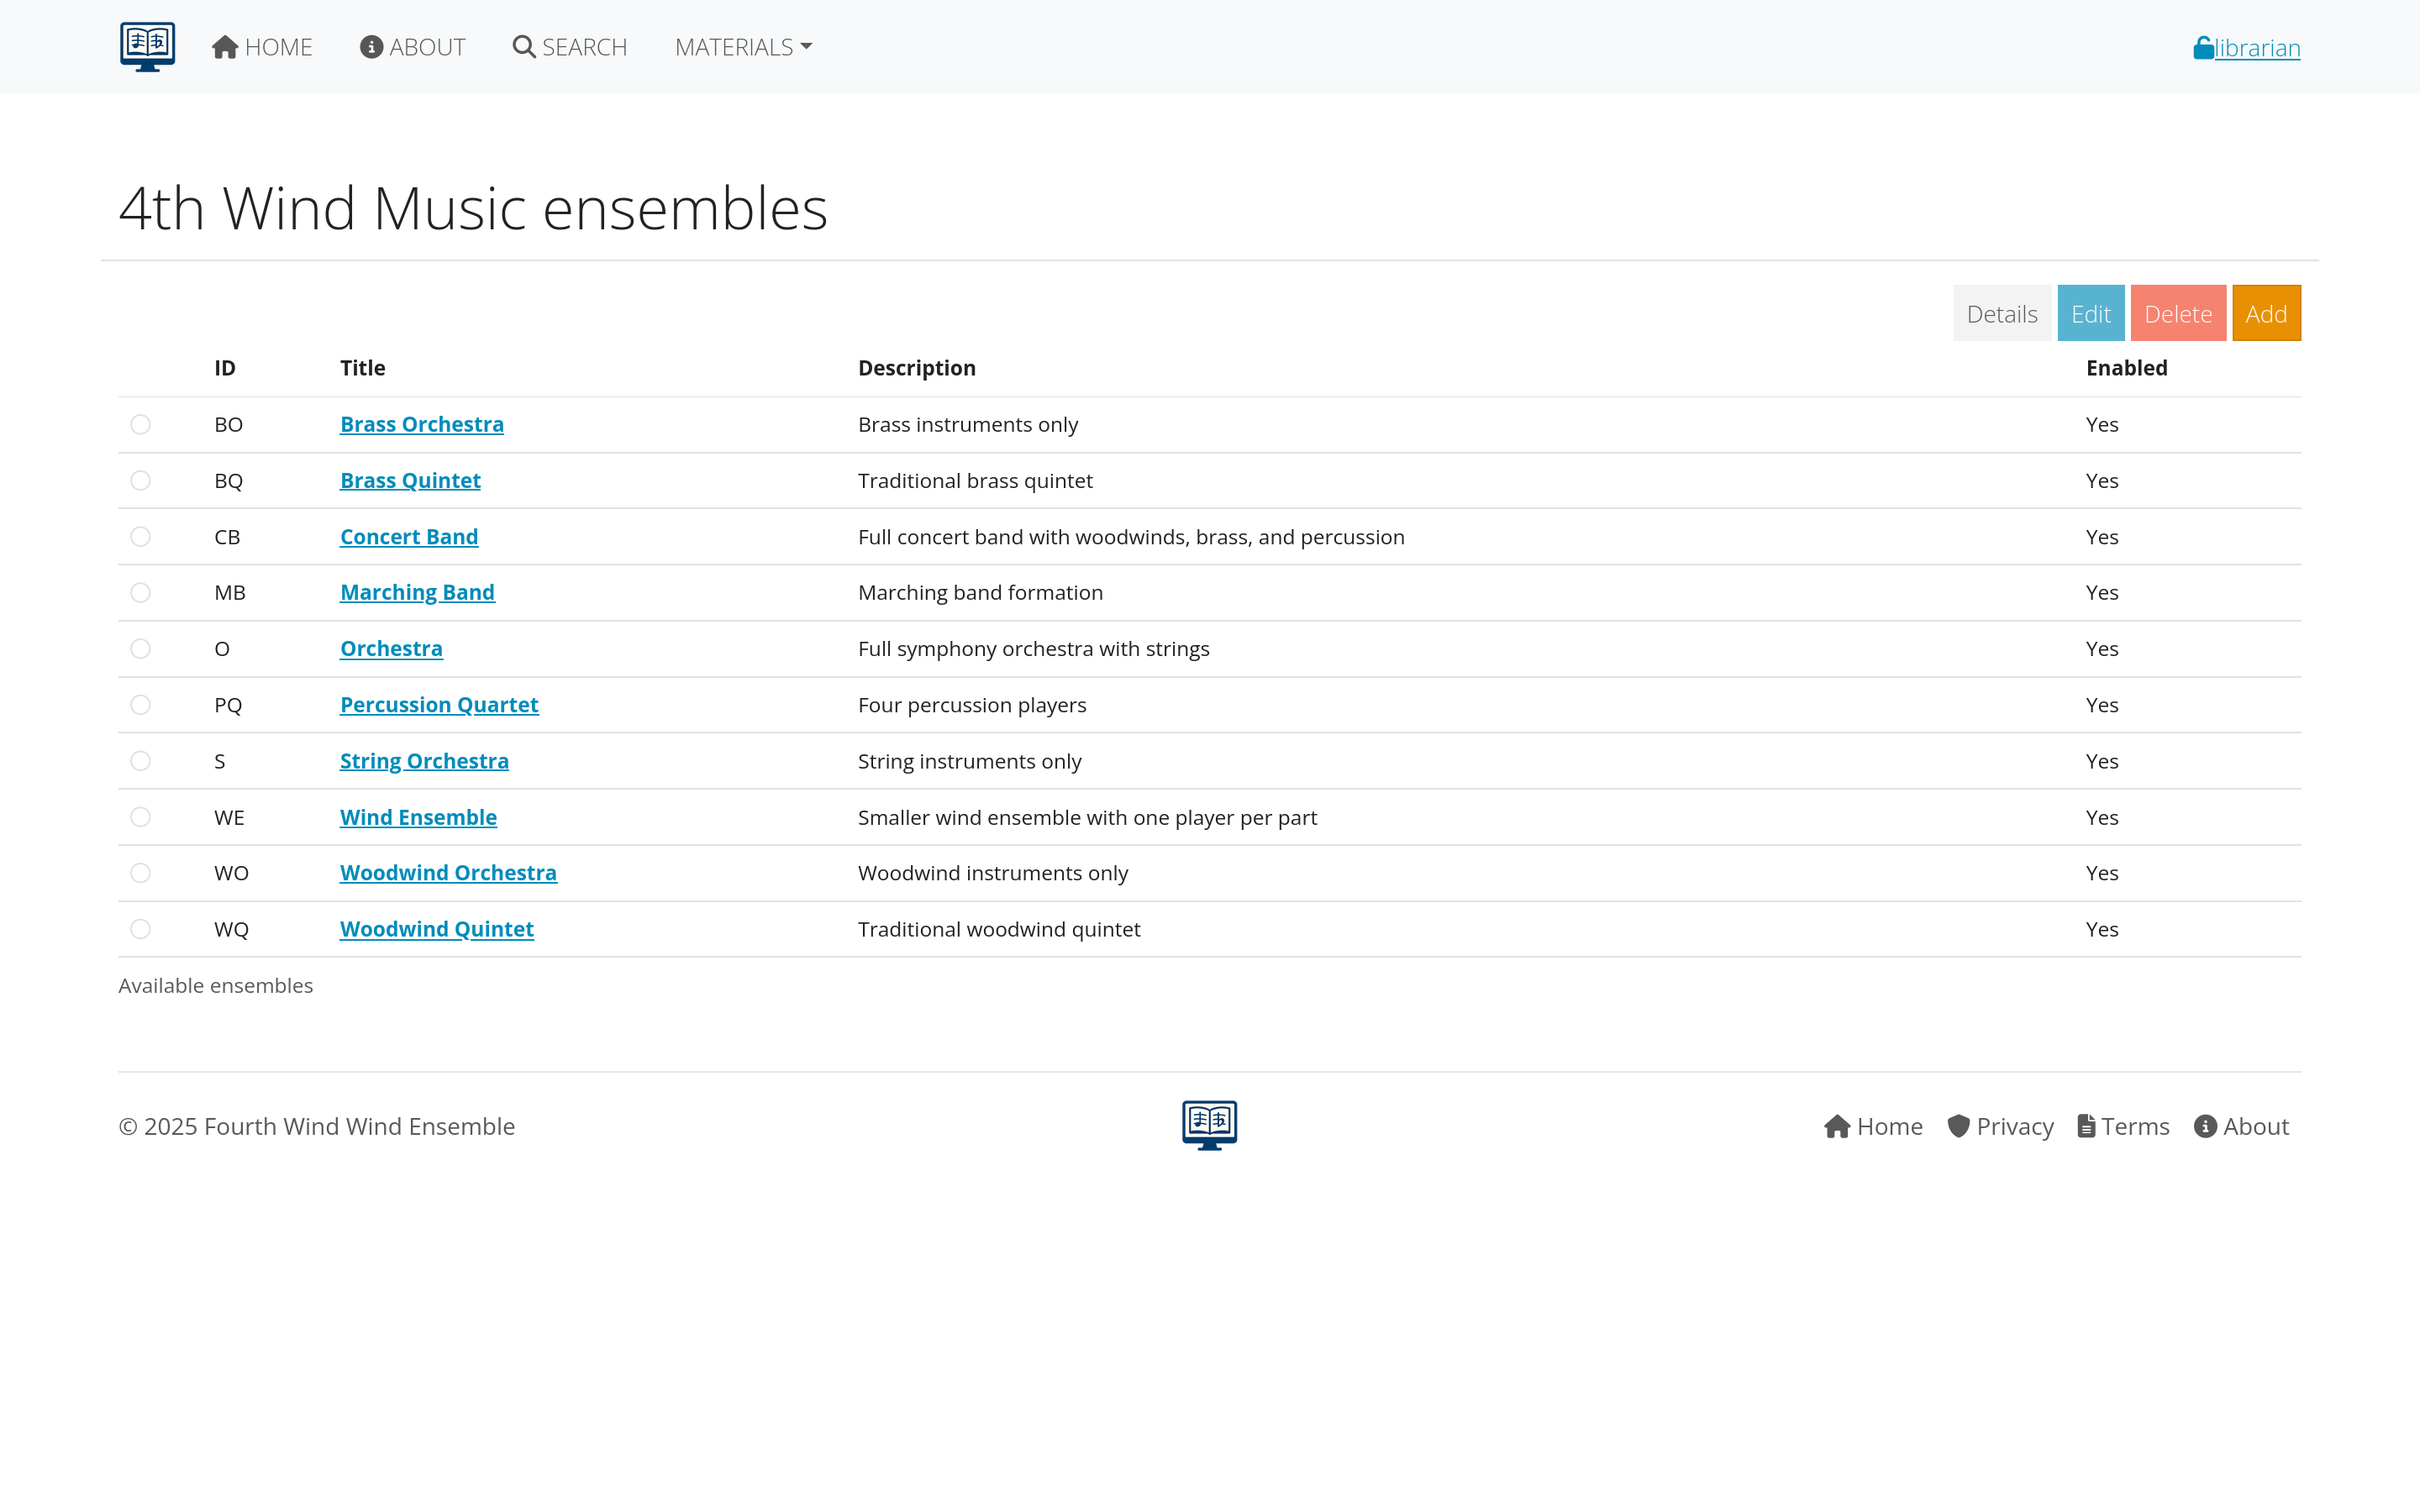 HOME ABOUT SEARCH MATERIALS librarian
4th Wind Music ensembles
Details Edit Delete Add
ID Title Description Enabled
BO Brass Orchestra Brass instruments only Yes
BQ Brass Quintet Traditional brass quintet Yes
CB Concert Band Full concert band with woodwinds, brass, and percussion Yes
MB Marching Band Marching band formation Yes
O Orchestra Full symphony orchestra with strings Yes
PQ Percussion Quartet Four percussion players Yes
S String Orchestra String instruments only Yes
WE Wind Ensemble Smaller wind ensemble with one player per part Yes
WO Woodwind Orchestra Woodwind instruments only Yes
WQ Woodwind Quintet Traditional woodwind quintet Yes
Available ensembles
© 2025 Fourth Wind Wind Ensemble Home Privacy Terms About